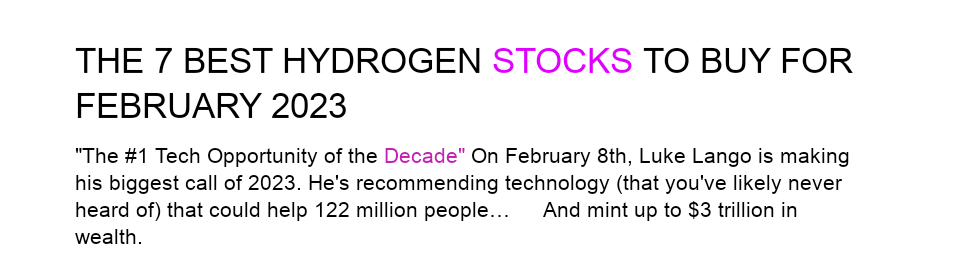 THE 7 BEST HYDROGEN STOCKS TO BUY FOR
FEBRUARY 2023
"The #1 Tech Opportunity of the Decade" On February 8th, Luke Lango is making
his biggest call of 2023. He's recommending technology (that you've likely never
heard of) that could help 122 million people… And mint up to $3 trillion in
wealth.